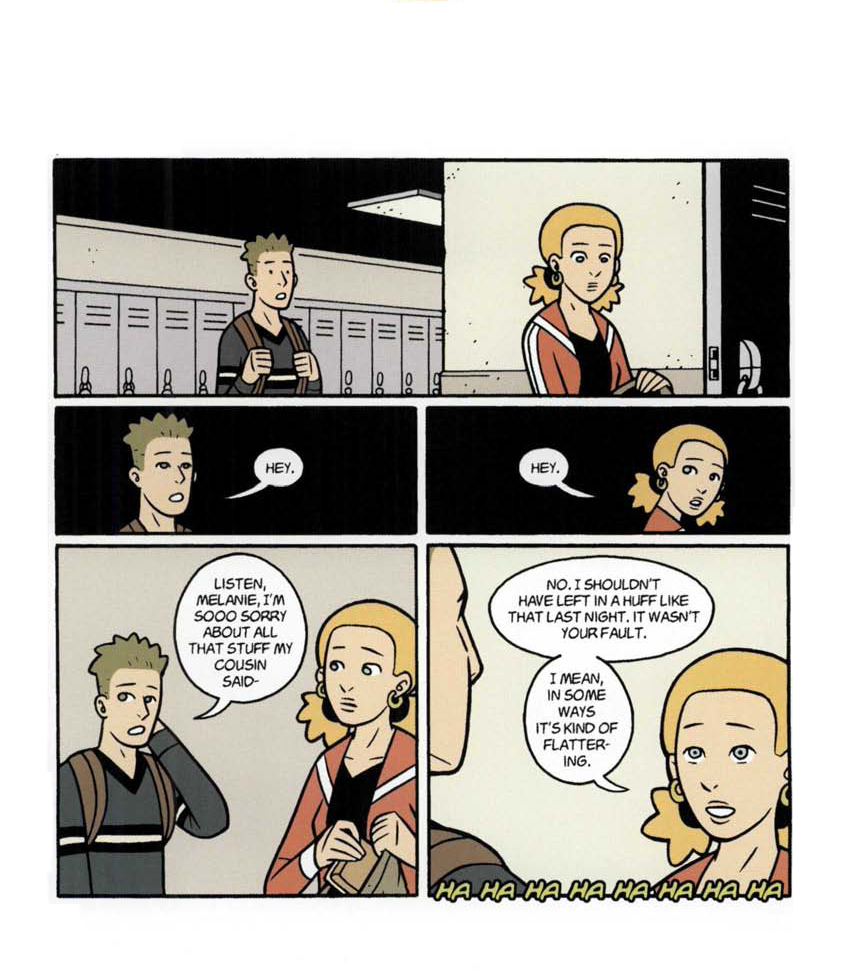 HEY.
HEY.
LISTEN,
MELANIE, I'M
SOOO SORRY
ABOUT ALL
THAT STUFF MY
COUSIN
SAID-
NO. I SHOULDN'T
HAVE LEFT IN A HUFF LIKE
THAT LAST NIGHT. IT WASN'T
YOUR FAULT.
I MEAN,
IN SOME
WAYS
IT'S KIND OF
FLATTER-
ING.
HA HA HA HA HA HA HA HA